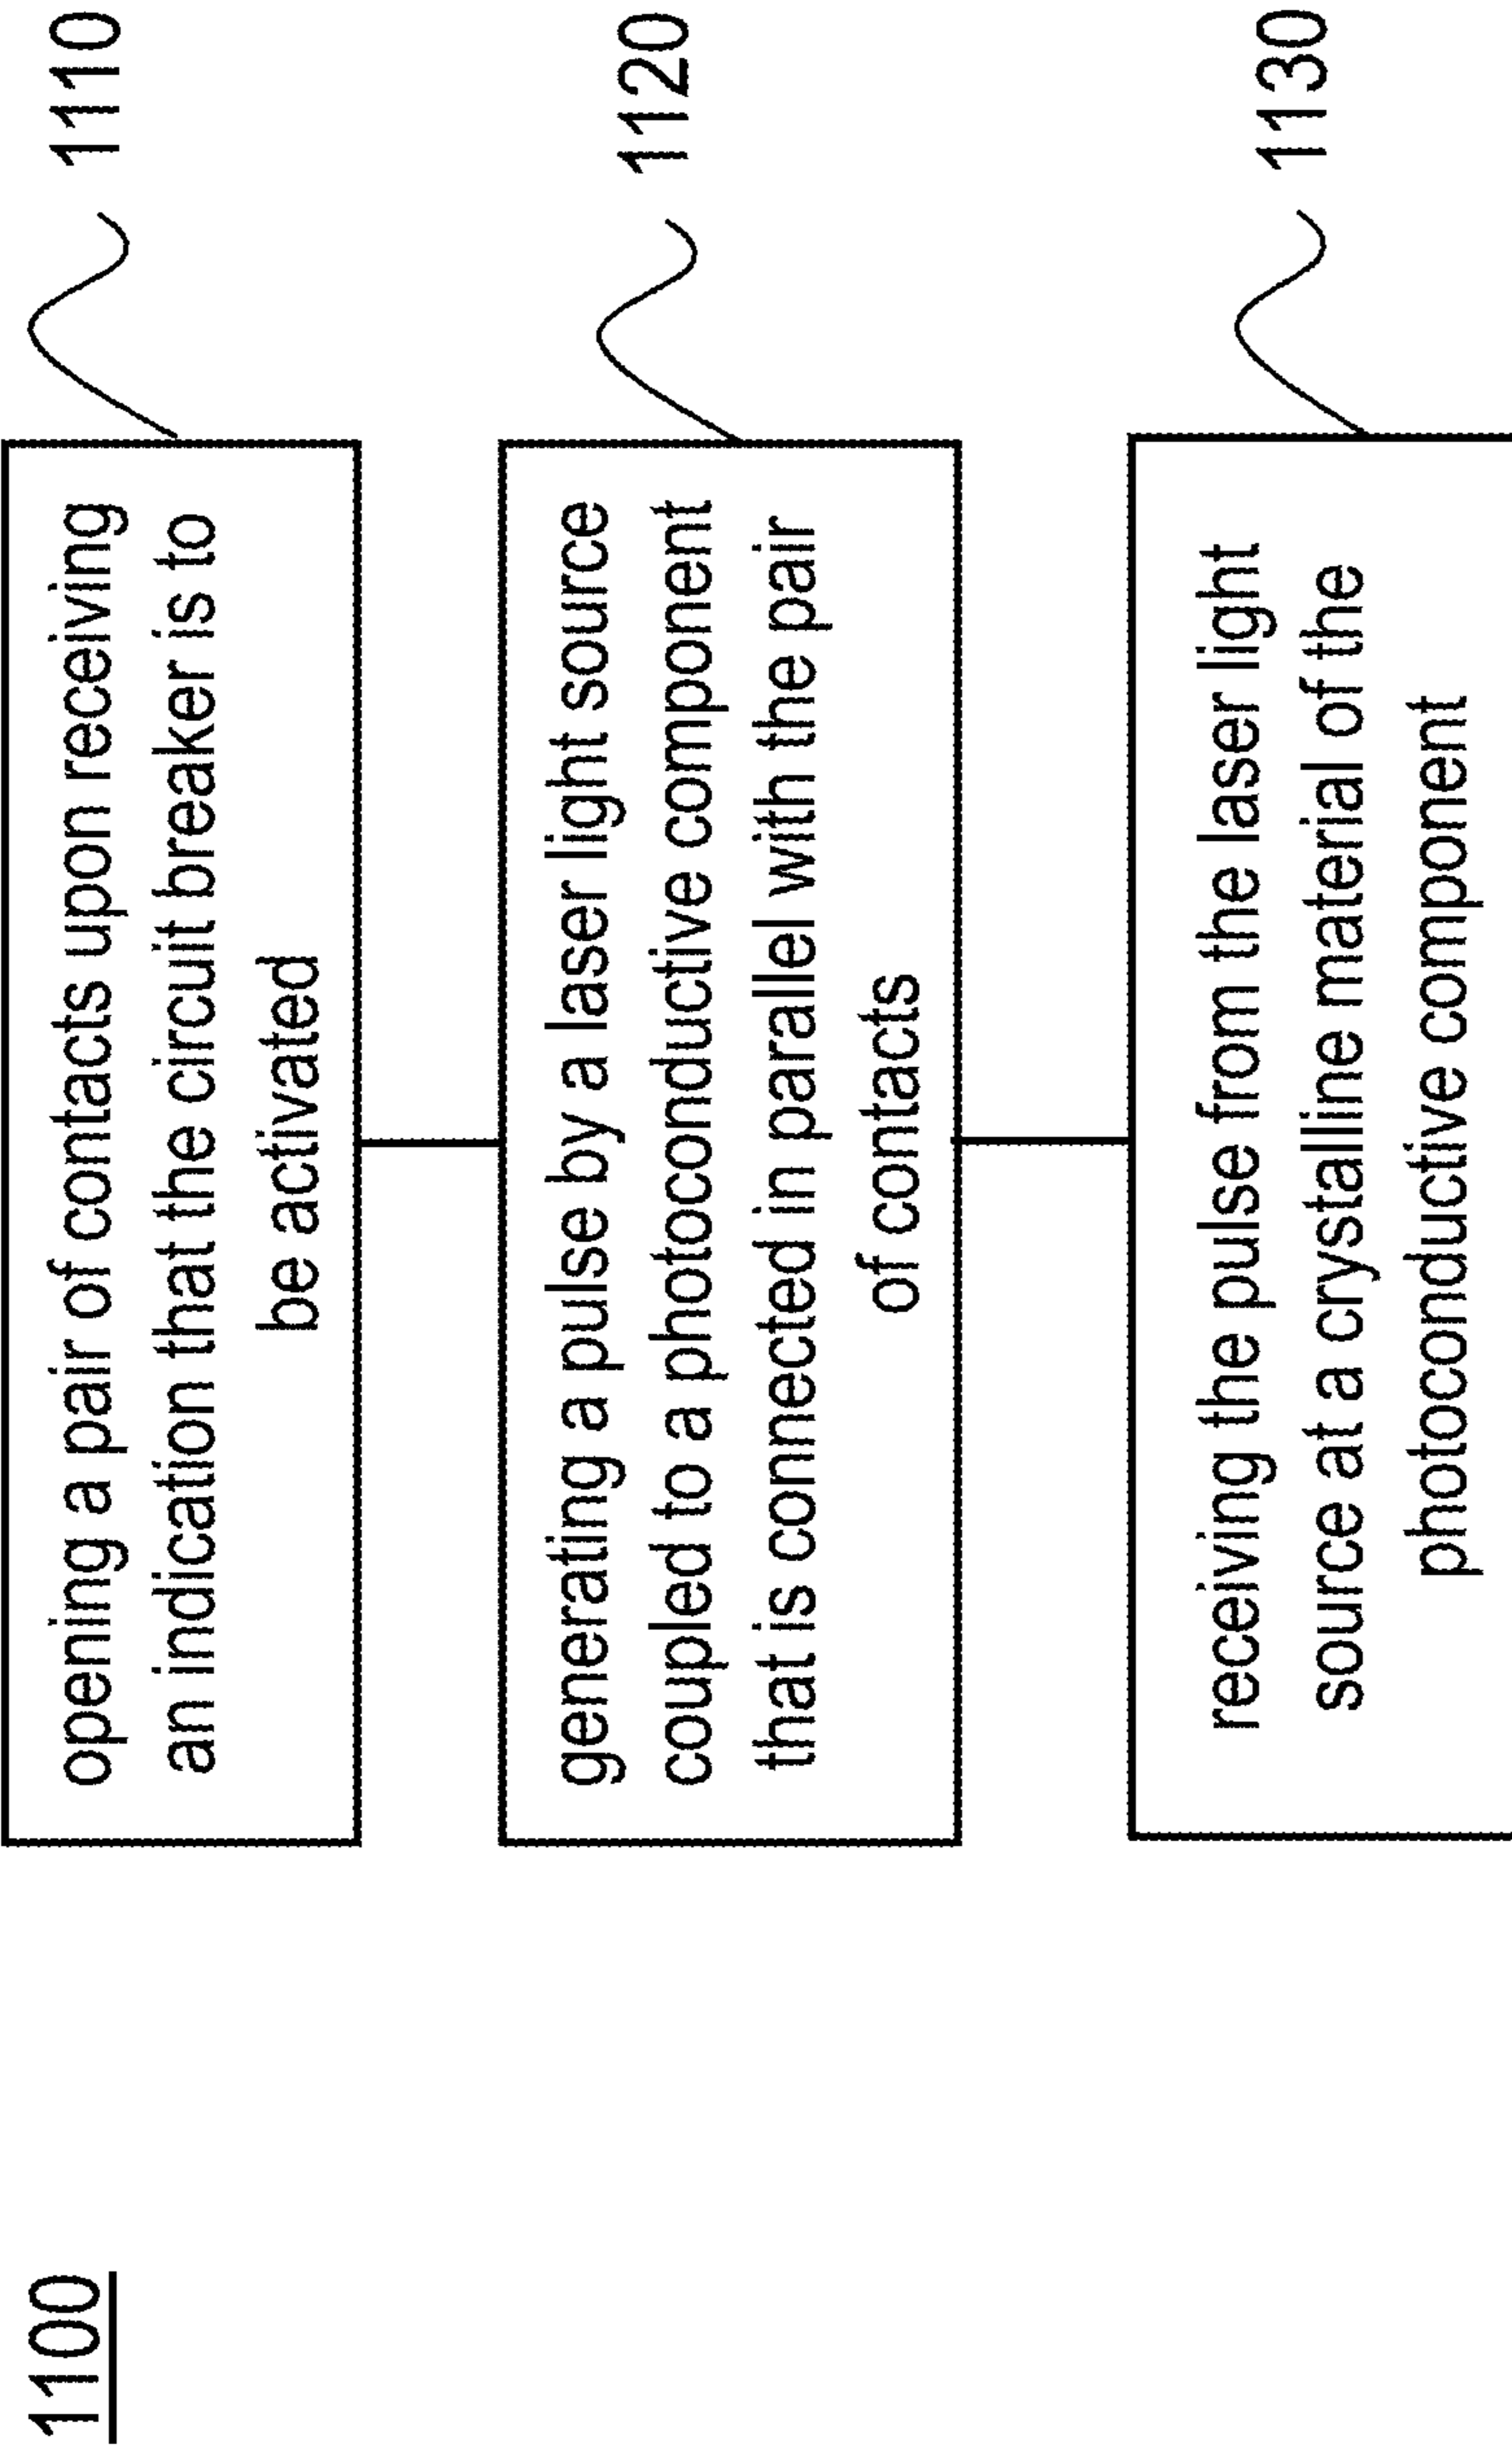 1100
opening a pair of contacts upon receiving
an indication that the circuit breaker is to
be activated
1110
generating a pulse by a laser light source
coupled to a photoconductive component
that is connected in parallel with the pair
of contacts
1120
receiving the pulse from the laser light
source at a crystalline material of the
photoconductive component
1130